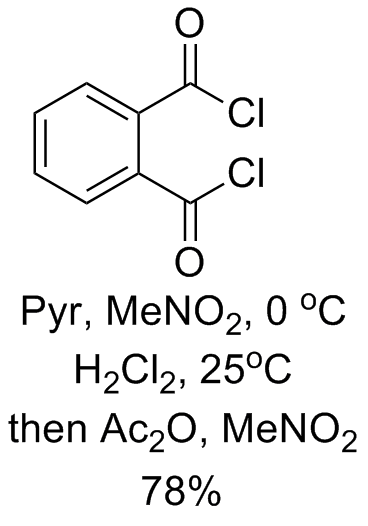 O
Cl
Cl
O
Pyr, MeNO₂, 0 ºC
H₂Cl₂, 25ºC
then Ac₂O, MeNO₂
78%